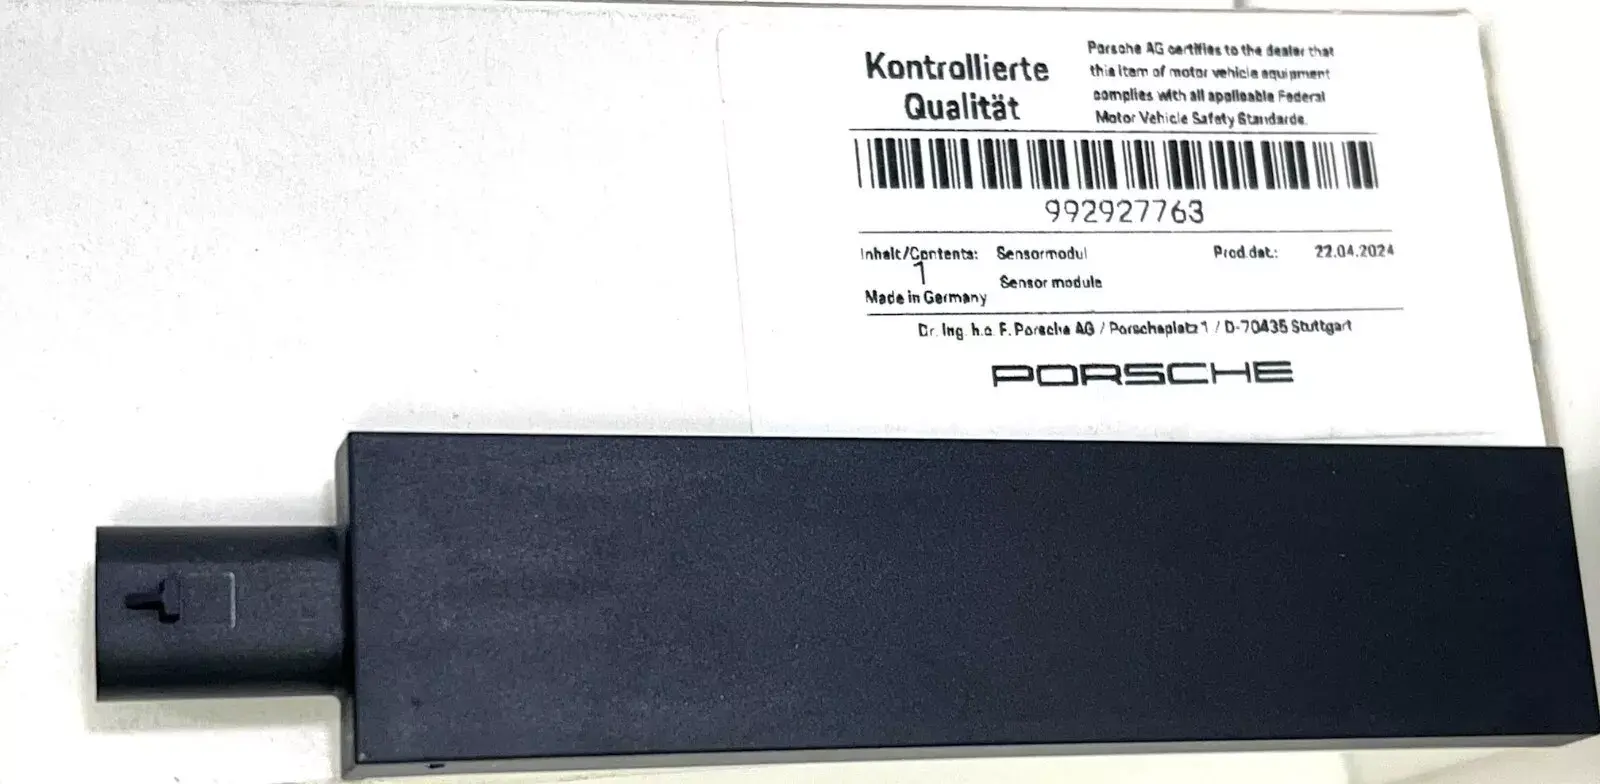 Kontrollierte
Qualität
Porsche AG certifies to the dealer that
this item of motor vehicle equipment
complies with all applicable Federal
Motor Vehicle Safety Standards.
992927763
Inhalt/Contents: Sensormodul Prod.dat.: 22.04.2024
1 Sensor module
Made in Germany
Dr. Ing. h.c. F. Porsche AG / Porscheplatz 1 / D-70435 Stuttgart
PORSCHE